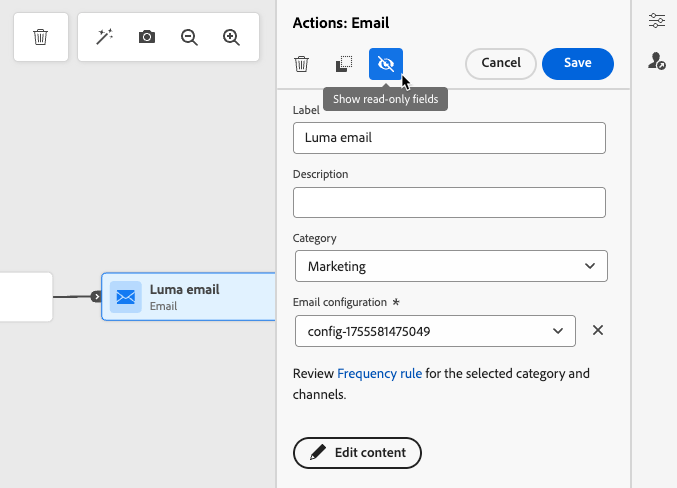 Actions: Email
Cancel
Save
Show read-only fields
Label
Luma email
Description
Category
Marketing
Email configuration *
config-1755581475049
Review Frequency rule for the selected category and
channels.
Edit content
Luma email
Email